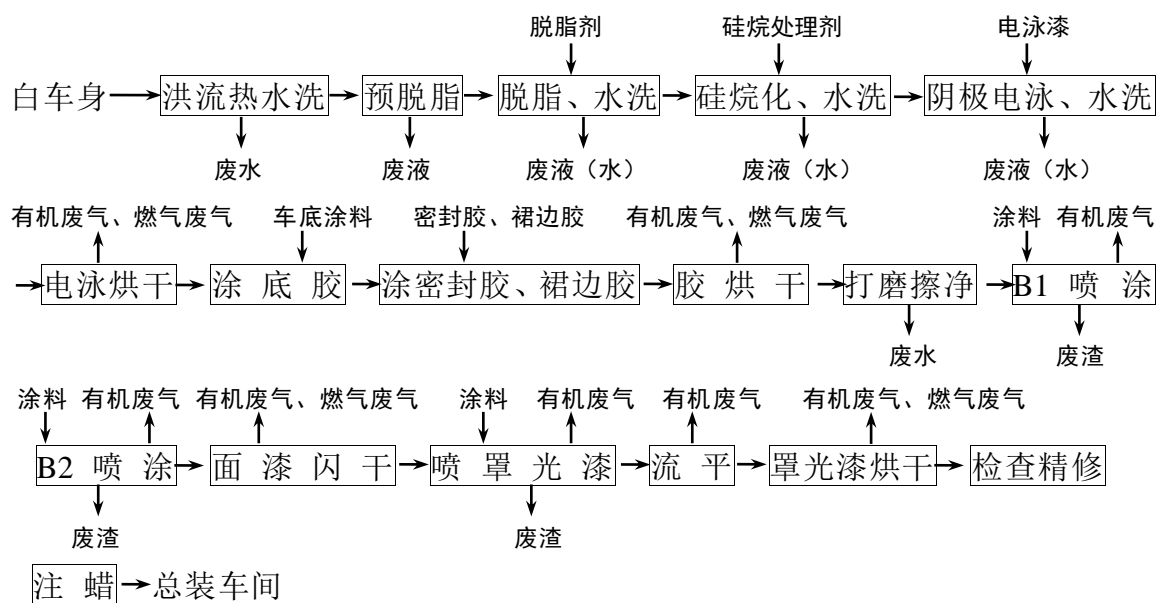 脱脂剂 硅烷处理剂 电泳漆
白车身 洪流热水洗 预脱脂 脱脂、水洗 硅烷化、水洗 阴极电泳、水洗
废水 废液 废液（水） 废液（水） 废液（水）
有机废气、燃气废气 车底涂料 密封胶、裙边胶 有机废气、燃气废气 涂料 有机废气
电泳烘干 涂底胶 涂密封胶、裙边胶 胶烘干 打磨擦净 B1喷涂
废水 废渣
涂料 有机废气 有机废气、燃气废气 涂料 有机废气 有机废气 有机废气、燃气废气
B2喷涂 面漆闪干 喷罩光漆 流平 罩光漆烘干 检查精修
废渣 废渣
注蜡 总装车间